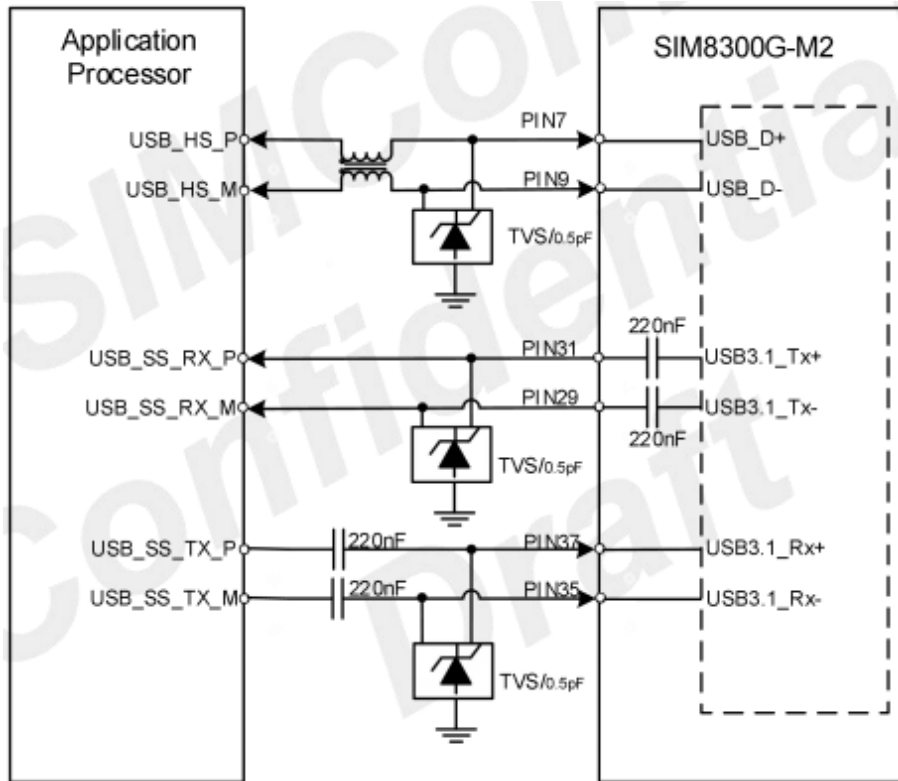 Application
Processor
SIM8300G-M2
USB_HS_P
PIN7
USB_D+
USB_HS_M
PIN9
USB_D-
TVS/0.5pF
220nF
USB_SS_RX_P
PIN31
USB3.1_Tx+
USB_SS_RX_M
PIN29
USB3.1_Tx-
220nF
TVS/0.5pF
USB_SS_TX_P
220nF
PIN37
USB3.1_Rx+
USB_SS_TX_M
220nF
PIN35
USB3.1_Rx-
TVS/0.5pF
SIMCom
Confidential
Draft